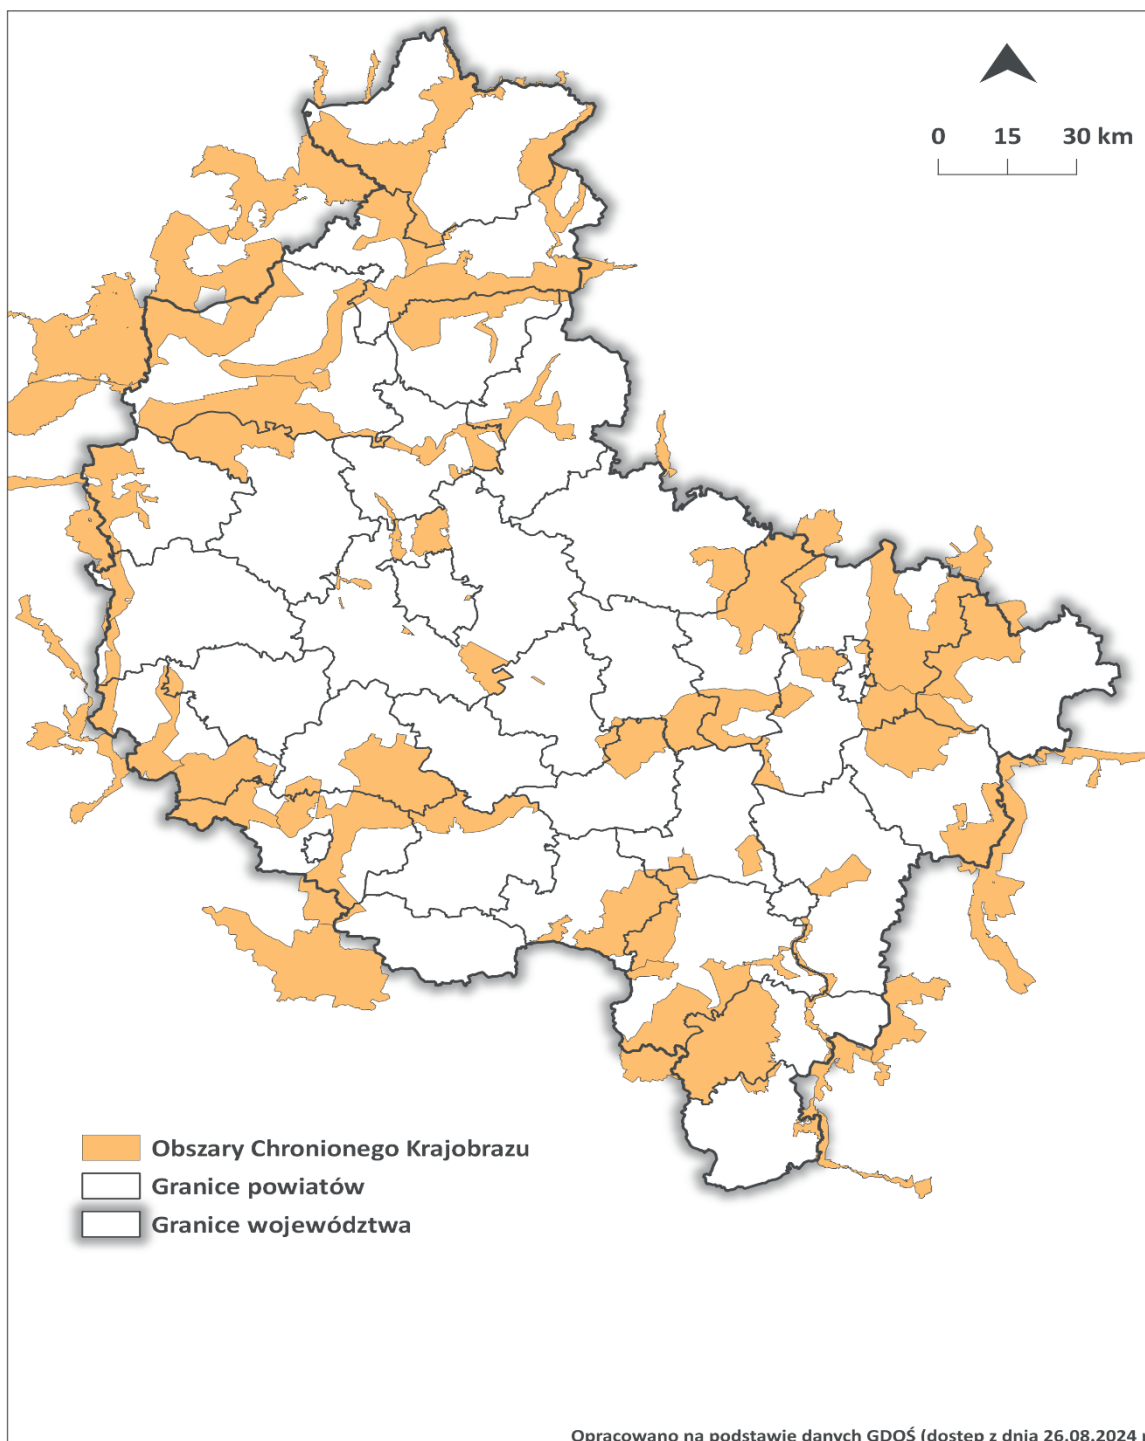 0 15 30 km
Obszary Chronionego Krajobrazu
Granice powiatów
Granice województwa
Opracowano na podstawie danych GDOŚ (dostęp z dnia 26.08.2024